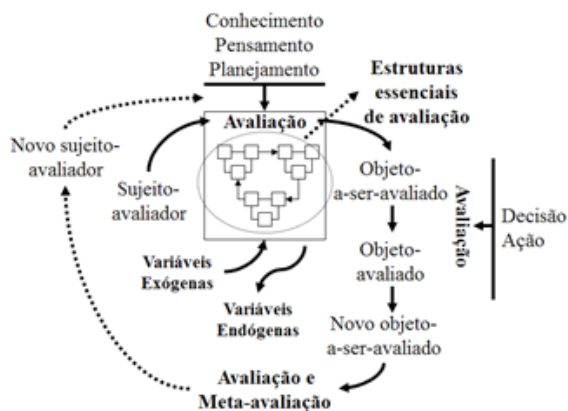 Conhecimento
Pensamento
Planejamento
Estruturas
essenciais
de avaliação
Avaliação
Novo sujeito-
avaliador
Sujeito-
avaliador
Objeto-
a-ser-avaliado
Avaliação
Decisão
Ação
Objeto-
avaliado
Variáveis
Exógenas
Variáveis
Endógenas
Novo objeto-
a-ser-avaliado
Avaliação e
Meta-avaliação